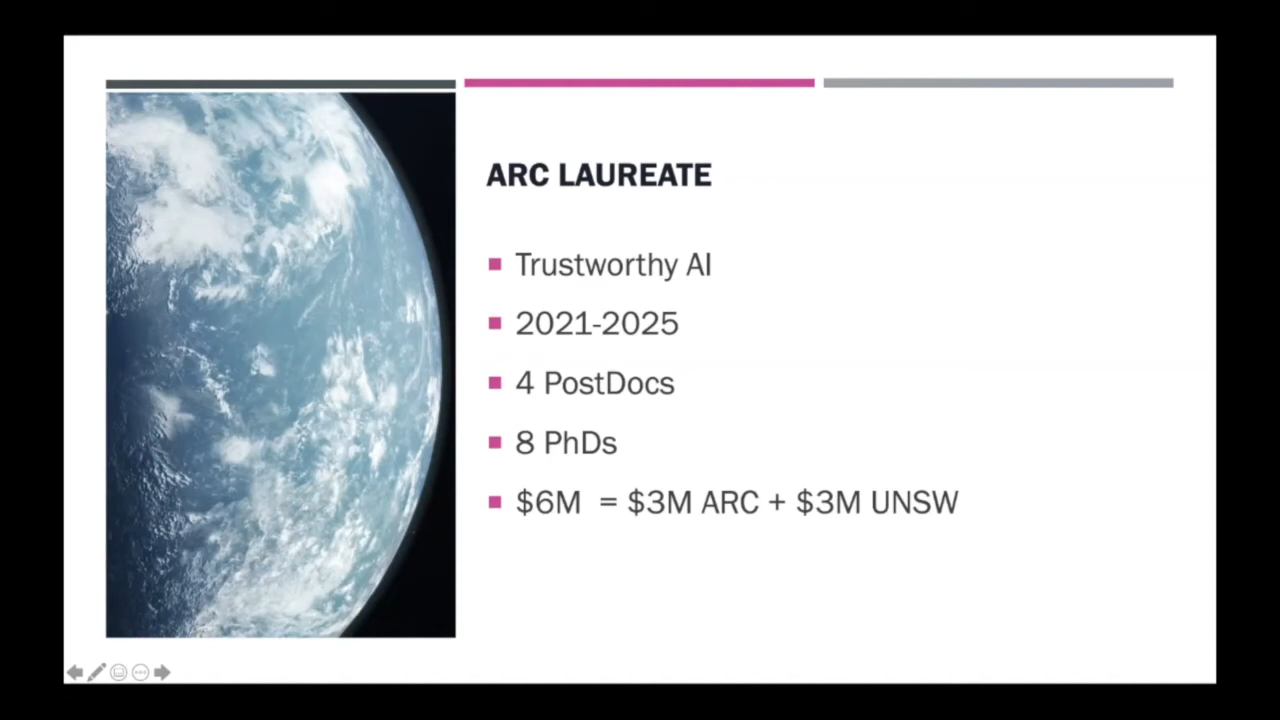 ARC LAUREATE
Trustworthy AI
2021-2025
4 PostDocs
8 PhDs
$6M = $3M ARC + $3M UNSW